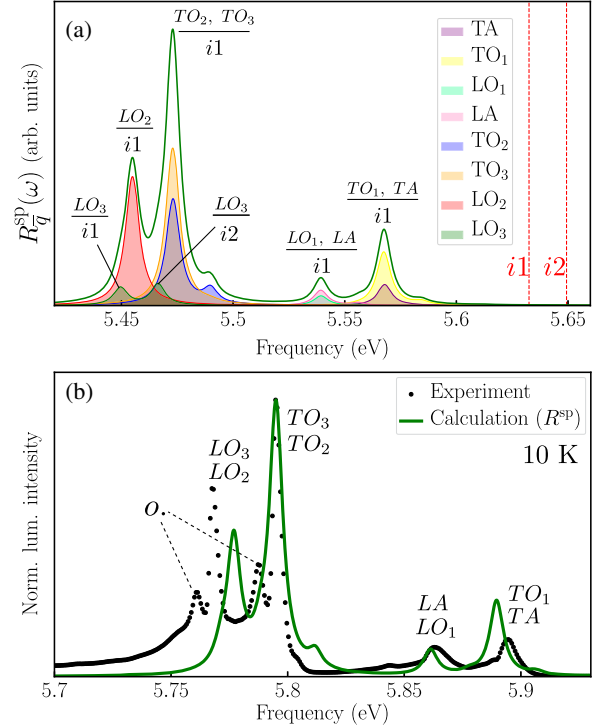 (a)
TO₂, TO₃
i1
TA
TO₁
LO₁
LA
TO₂
TO₃
LO₂
LO₃
LO₂
i1
LO₃
i1
LO₃
i2
LO₁, LA
i1
TO₁, TA
i1
i1
i2
R^sp_q̅(ω) (arb. units)
5.45
5.5
5.55
5.6
5.65
Frequency (eV)
(b)
Experiment
Calculation (R^sp)
10 K
TO₃
TO₂
LO₃
LO₂
o.
LA
LO₁
TO₁
TA
Norm. lum. intensity
5.7
5.75
5.8
5.85
5.9
Frequency (eV)